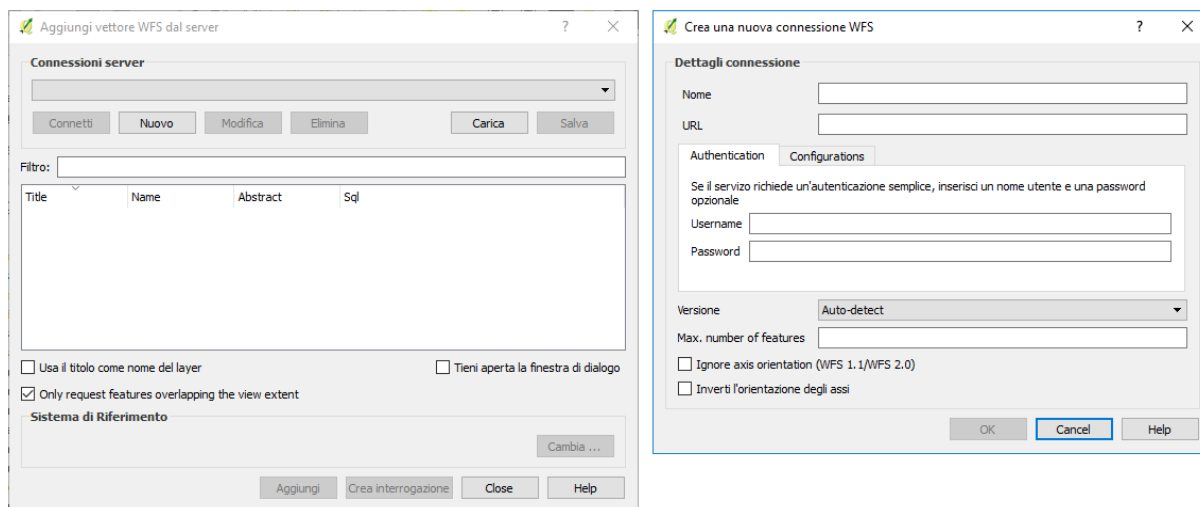 Aggiungi vettore WFS dal server
Connessioni server
Connetti Nuovo Modifica Elimina Carica Salva
Filtro:
Title Name Abstract Sql
Usa il titolo come nome del layer Tieni aperta la finestra di dialogo
Only request features overlapping the view extent
Sistema di Riferimento
Cambia ...
Aggiungi Crea interrogazione Close Help
Crea una nuova connessione WFS
Dettagli connessione
Nome
URL
Authentication Configurations
Se il servizo richiede un'autenticazione semplice, inserisci un nome utente e una password
opzionale
Username
Password
Versione Auto-detect
Max. number of features
Ignore axis orientation (WFS 1.1/WFS 2.0)
Inverti l'orientazione degli assi
OK Cancel Help